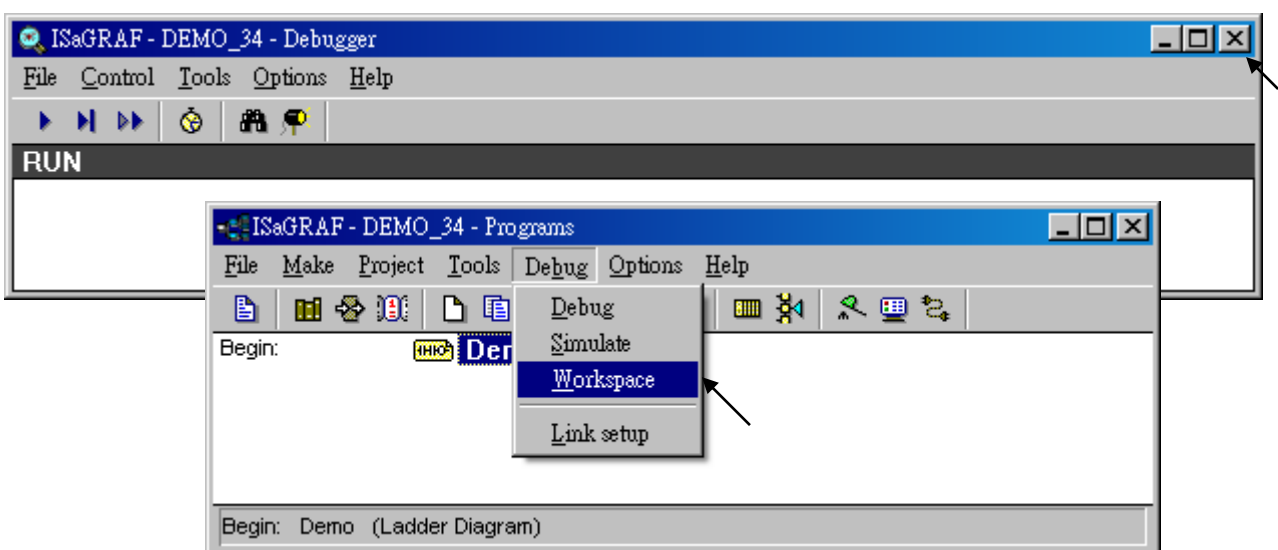 ISaGRAF - DEMO_34 - Debugger
File Control Tools Options Help
RUN
ISaGRAF - DEMO_34 - Programs
File Make Project Tools Debug Options Help
Debug
Begin:
Simulate
Workspace
Link setup
Begin: Demo (Ladder Diagram)